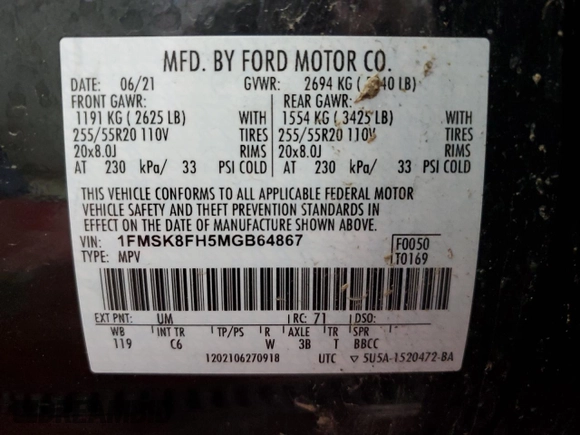 MFD. BY FORD MOTOR CO.
DATE: 06/21 GVWR: 2694 KG ( 40 LB)
FRONT GAWR: REAR GAWR:
1191 KG (2625 LB) WITH 1554 KG (3425 LB) WITH
255/55R20 110V TIRES 255/55R20 110V TIRES
20x8.0J RIMS 20x8.0J RIMS
AT 230 kPa/ 33 PSI COLD AT 230 kPa/ 33 PSI COLD
THIS VEHICLE CONFORMS TO ALL APPLICABLE FEDERAL MOTOR
VEHICLE SAFETY AND THEFT PREVENTION STANDARDS IN
EFFECT ON THE DATE OF MANUFACTURE SHOWN ABOVE.
VIN: 1FMSK8FH5MGB64867 F0050
TYPE: MPV T0169
EXT PNT: UM RC: 71 DSO:
WB INT TR TP/PS R AXLE TR SPR
119 C6 W 3B T BBCC
1202106270918 UTC ▽ 5U5A-1520472-BA